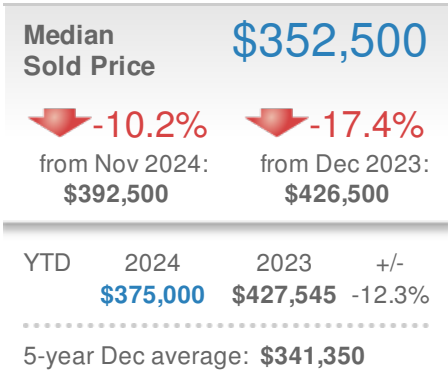 Median
Sold Price
$352,500
-10.2%
from Nov 2024:
$392,500
-17.4%
from Dec 2023:
$426,500
YTD 2024 2023 +/-
$375,000 $427,545 -12.3%
5-year Dec average: $341,350